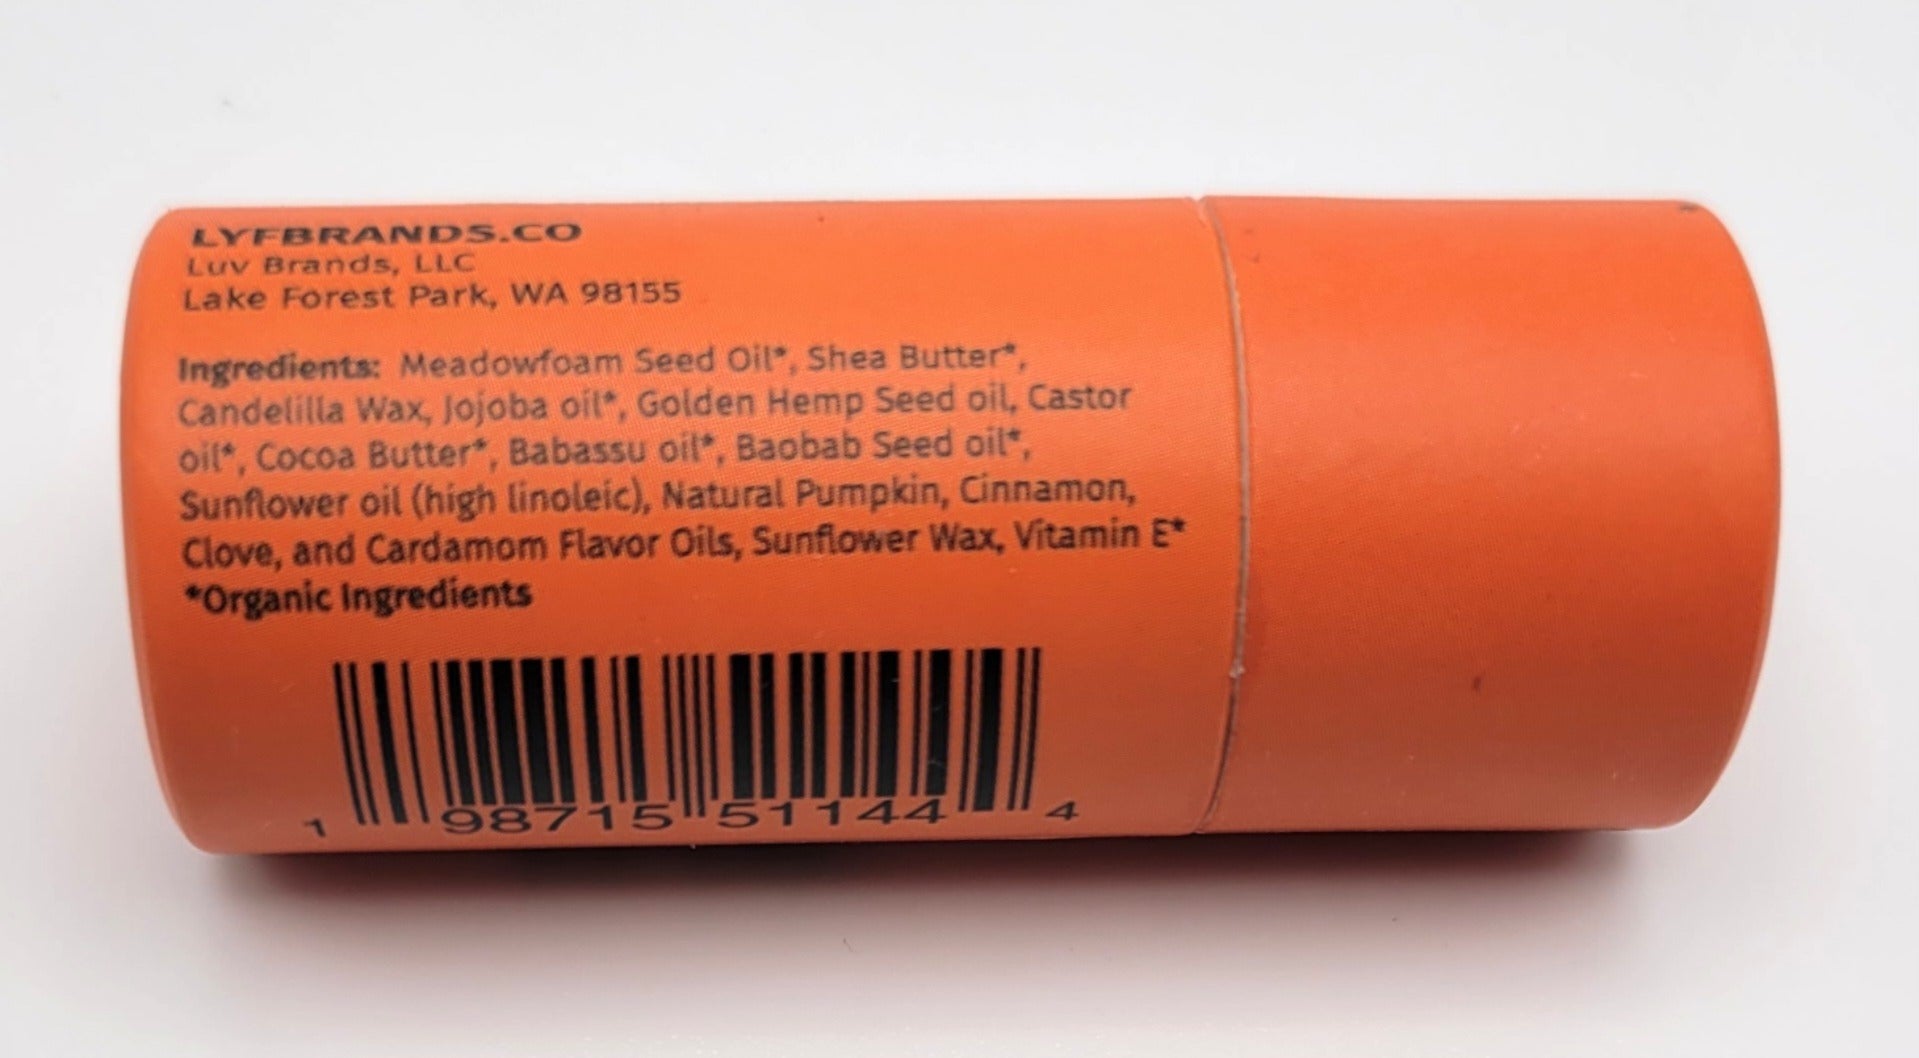 LYFBRANDS.CO
Luv Brands, LLC
Lake Forest Park, WA 98155
Ingredients: Meadowfoam Seed Oil*, Shea Butter*,
Candelilla Wax, Jojoba oil*, Golden Hemp Seed oil, Castor
oil*, Cocoa Butter*, Babassu oil*, Baobab Seed oil*,
Sunflower oil (high linoleic), Natural Pumpkin, Cinnamon,
Clove, and Cardamom Flavor Oils, Sunflower Wax, Vitamin E*
*Organic Ingredients
1 98715 51144 4